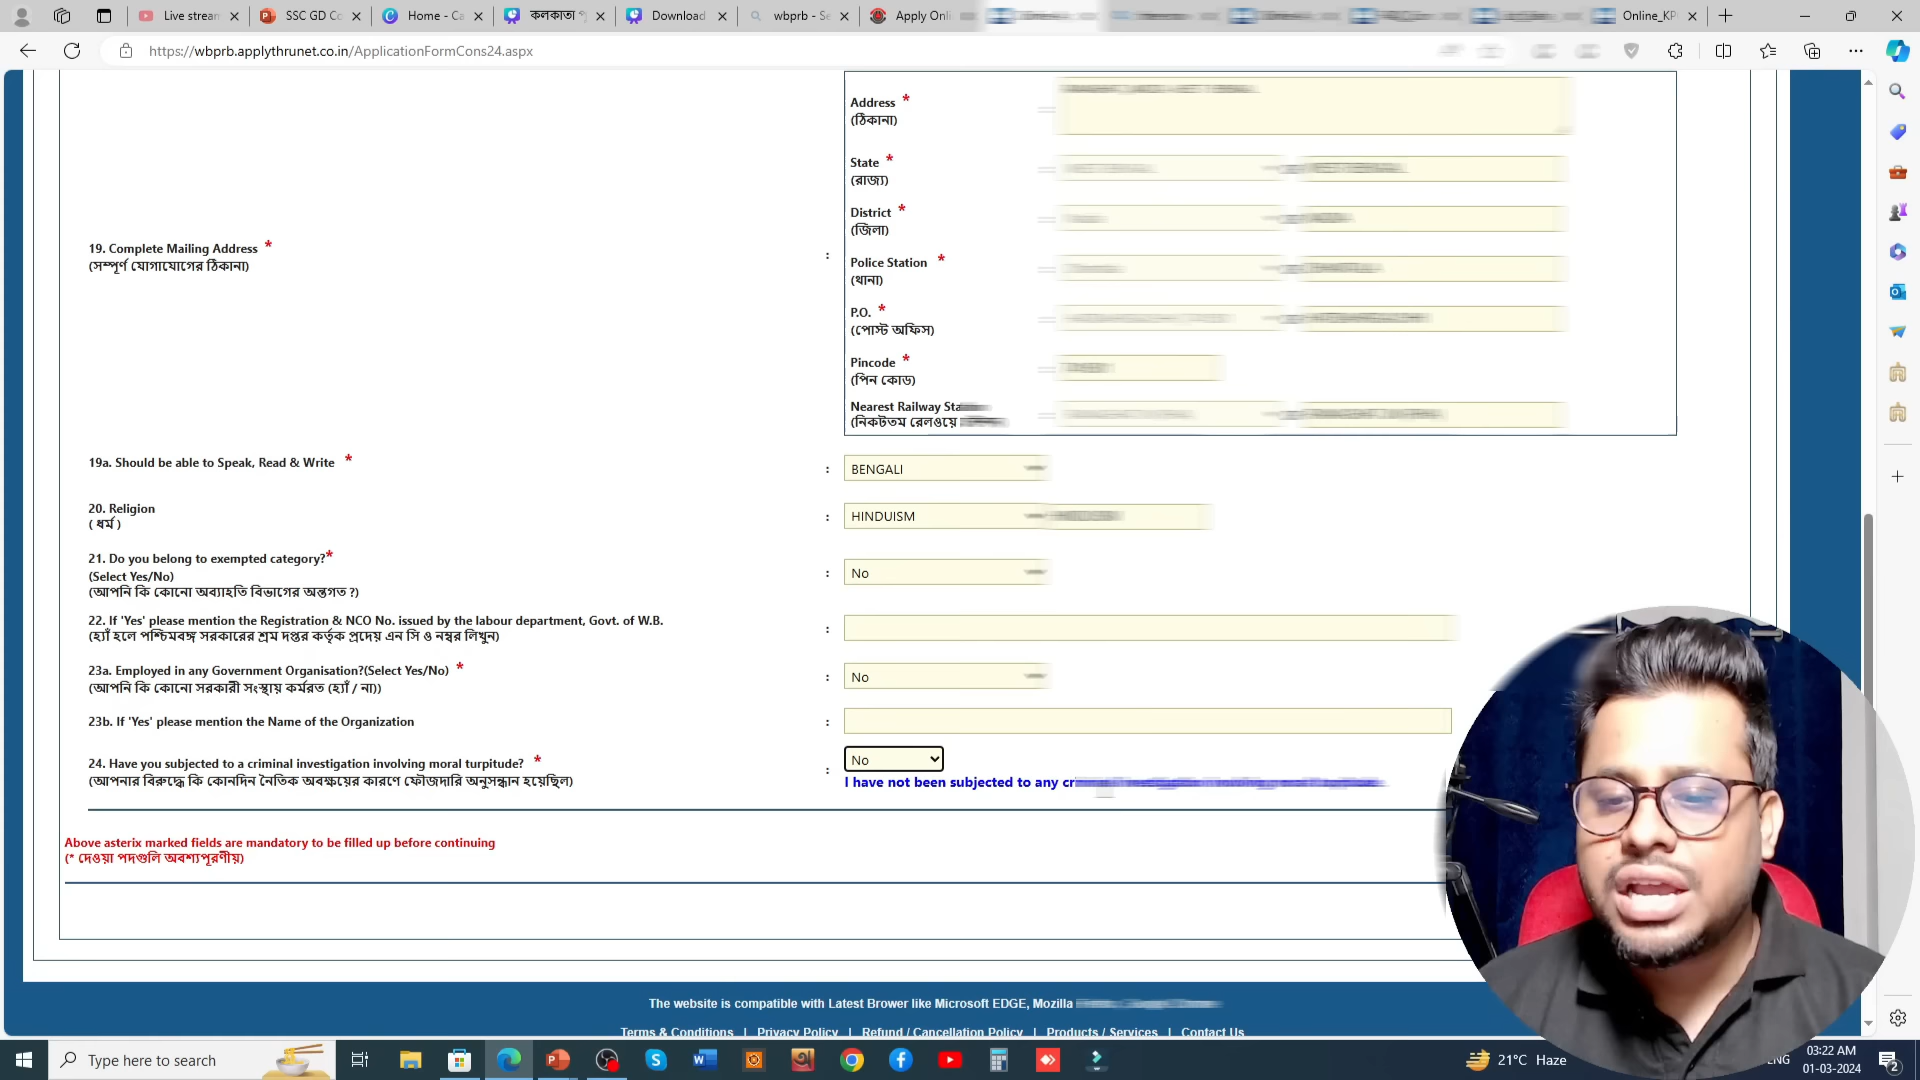 Live strean
SSC GD Co
Home - Ca
কলকাতা
Download
wbprb - Se
Apply Onli
Online_KP
https://wbprb.applythrunet.co.in/ApplicationFormCons24.aspx
Address *
(ঠিকানা)
State *
(রাজ্য)
District *
(জিলা)
19. Complete Mailing Address *
(সম্পূর্ণ যোগাযোগের ঠিকানা)
:
Police Station *
(থানা)
P.O. *
(পোস্ট অফিস)
Pincode *
(পিন কোড)
Nearest Railway
(নিকটতম রেলওয়ে
19a. Should be able to Speak, Read & Write *
: BENGALI
20. Religion
( ধর্ম )
: HINDUISM
21. Do you belong to exempted category?*
(Select Yes/No)
(আপনি কি কোনো অব্যাহতি বিভাগের অন্তগত ?)
: No
22. If 'Yes' please mention the Registration & NCO No. issued by the labour department, Govt. of W.B.
(হ্যাঁ হলে পশ্চিমবঙ্গ সরকারের শ্রম দপ্তর কর্তৃক প্রদেয় এন সি ও নম্বর লিখুন)
:
23a. Employed in any Government Organisation?(Select Yes/No) *
(আপনি কি কোনো সরকারী সংস্থায় কর্মরত (হ্যাঁ / না))
: No
23b. If 'Yes' please mention the Name of the Organization
:
24. Have you subjected to a criminal investigation involving moral turpitude? *
(আপনার বিরুদ্ধে কি কোনদিন নৈতিক অবক্ষয়ের কারণে ফৌজদারি অনুসন্ধান হয়েছিল)
: No
I have not been subjected to any
Above asterix marked fields are mandatory to be filled up before continuing
(* দেওয়া পদগুলি অবশ্যপূরণীয়)
The website is compatible with Latest Brower like Microsoft EDGE, Mozilla
Terms & Conditions | Privacy Policy | Refund / Cancellation Policy | Products / Services | Contact Us
Type here to search
21°C Haze
ENG
03:22 AM
01-03-2024
2